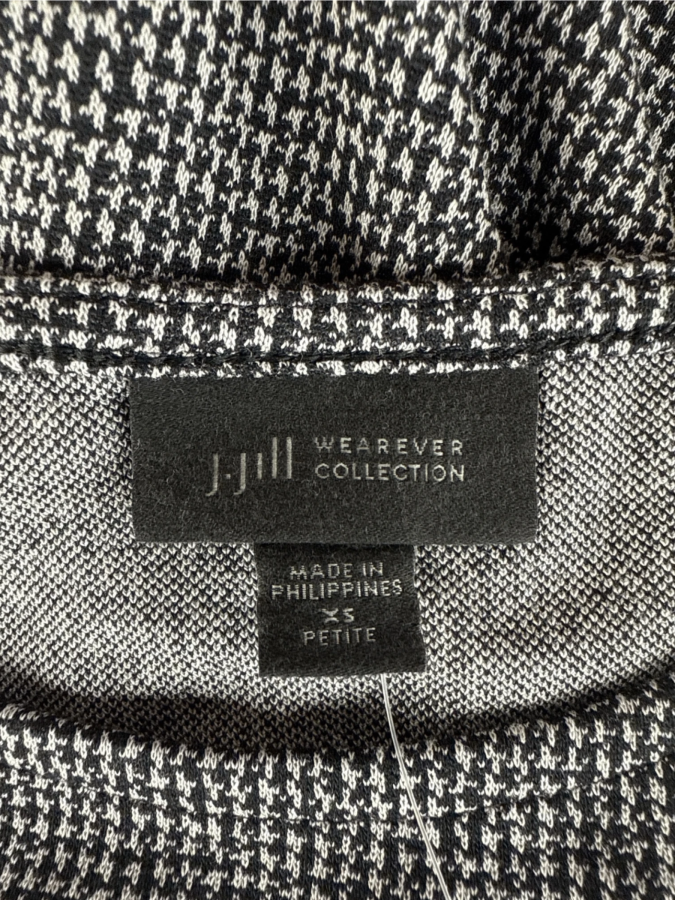 J.Jill WEAREVER
COLLECTION
MADE IN
PHILIPPINES
XS
PETITE